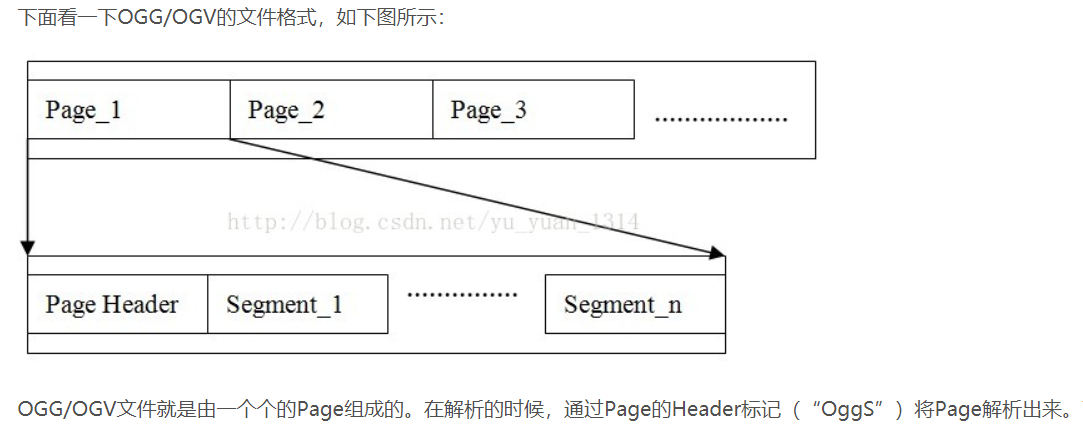 下面看一下OGG/OGV的文件格式，如下图所示：
Page_1
Page_2
Page_3
..................
http://blog.csdn.net/yu_yuan_1314
Page Header
Segment_1
...............
Segment_n
OGG/OGV文件就是由一个个的Page组成的。在解析的时候，通过Page的Header标记（“OggS”）将Page解析出来。